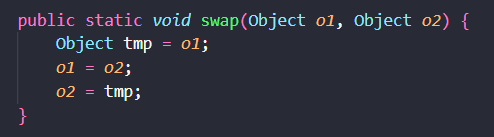 public static void swap(Object o1, Object o2) {
    Object tmp = o1;
    o1 = o2;
    o2 = tmp;
}